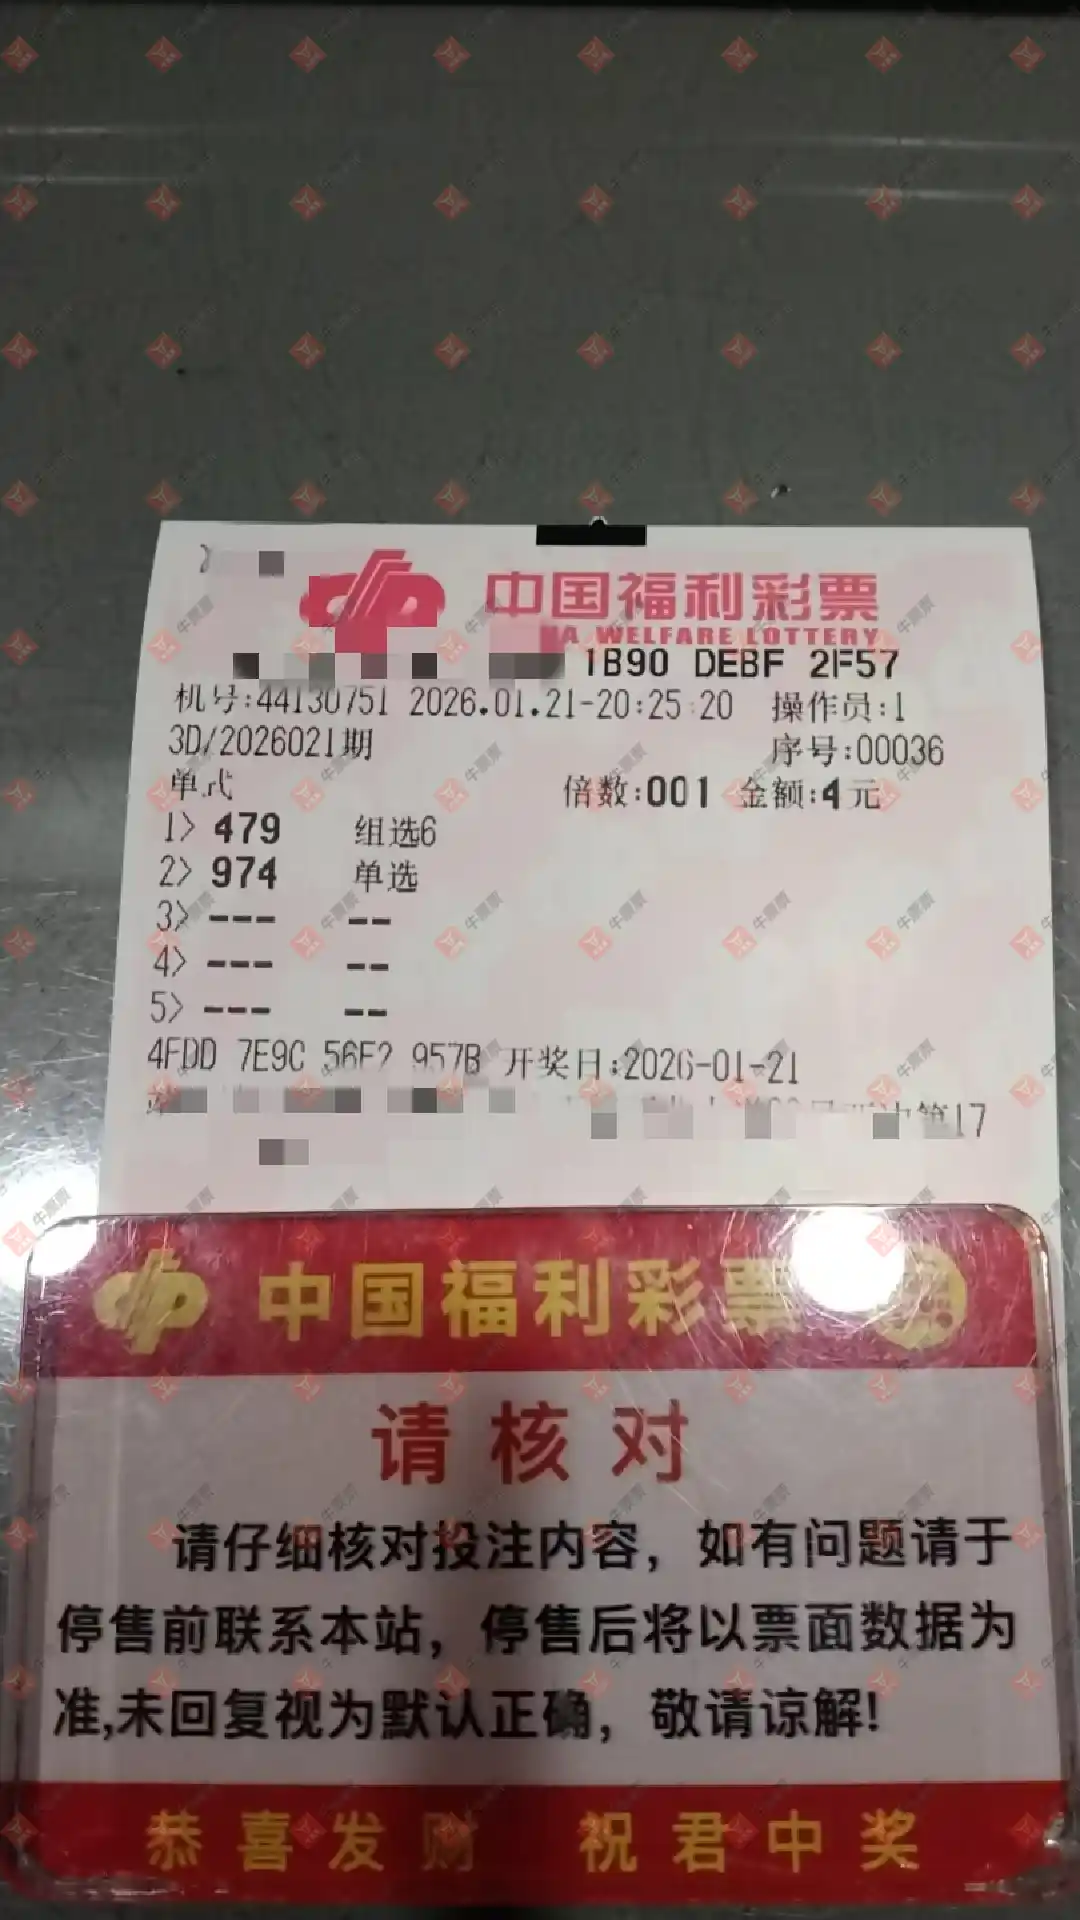 中国福利彩票
A WELFARE LOTTERY
1B90 DEBF 2F57
机号:44130751 2026.01.21-20:25:20 操作员:1
3D/2026021期 序号:00036
单式 倍数:001 金额:4元
1> 479 组选6
2> 974 单选
3> --- --
4> --- --
5> --- --
4FDD 7E9C 56F2 957B 开奖日:2026-01-21
17
中国福利彩票
请核对
请仔细核对投注内容，如有问题请于
停售前联系本站，停售后将以票面数据为
准,未回复视为默认正确，敬请谅解!
恭喜发财 祝君中奖
牛票票